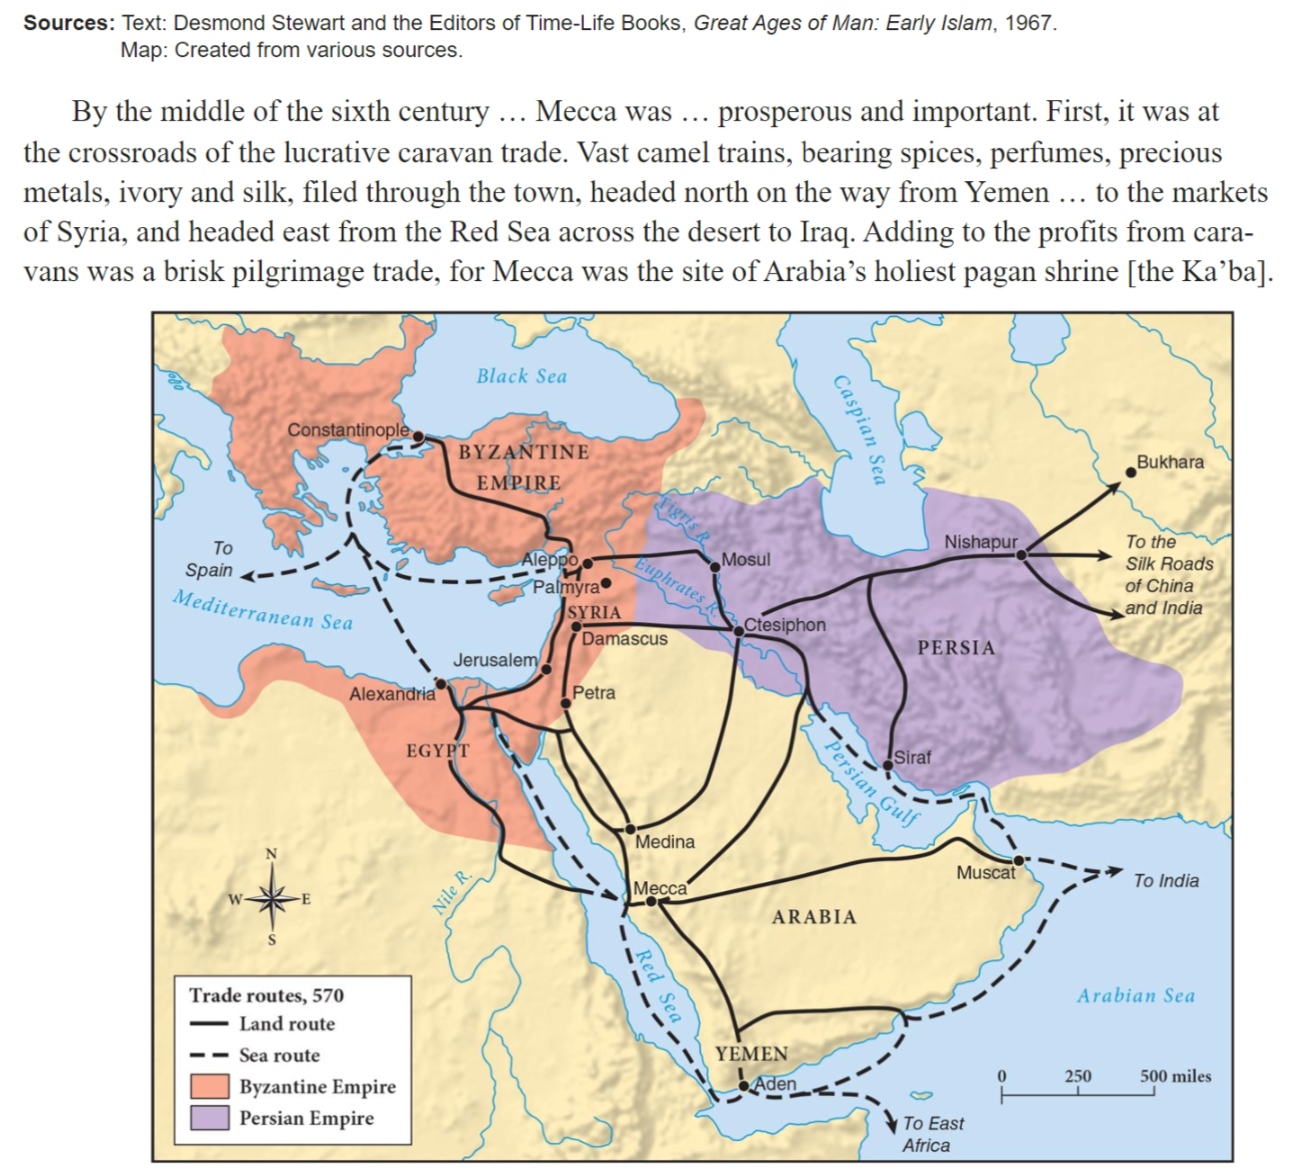 Sources: Text: Desmond Stewart and the Editors of Time-Life Books, Great Ages of Man: Early Islam, 1967.
Map: Created from various sources.
By the middle of the sixth century … Mecca was … prosperous and important. First, it was at
the crossroads of the lucrative caravan trade. Vast camel trains, bearing spices, perfumes, precious
metals, ivory and silk, filed through the town, headed north on the way from Yemen … to the markets
of Syria, and headed east from the Red Sea across the desert to Iraq. Adding to the profits from cara-
vans was a brisk pilgrimage trade, for Mecca was the site of Arabia’s holiest pagan shrine [the Ka’ba].
Black Sea
Caspian Sea
Constantinople
BYZANTINE
EMPIRE
Bukhara
Tigris R.
Nishapur
To the
Silk Roads
of China
and India
To
Spain
Aleppo
Mosul
Euphrates R.
Palmyra
Mediterranean Sea
SYRIA
Damascus
Ctesiphon
PERSIA
Jerusalem
Alexandria
Petra
EGYPT
Siraf
Persian Gulf
Medina
Muscat
To India
N
W
E
S
Nile R.
Mecca
ARABIA
Red Sea
Arabian Sea
Trade routes, 570
Land route
Sea route
Byzantine Empire
Persian Empire
YEMEN
Aden
0 250 500 miles
To East
Africa